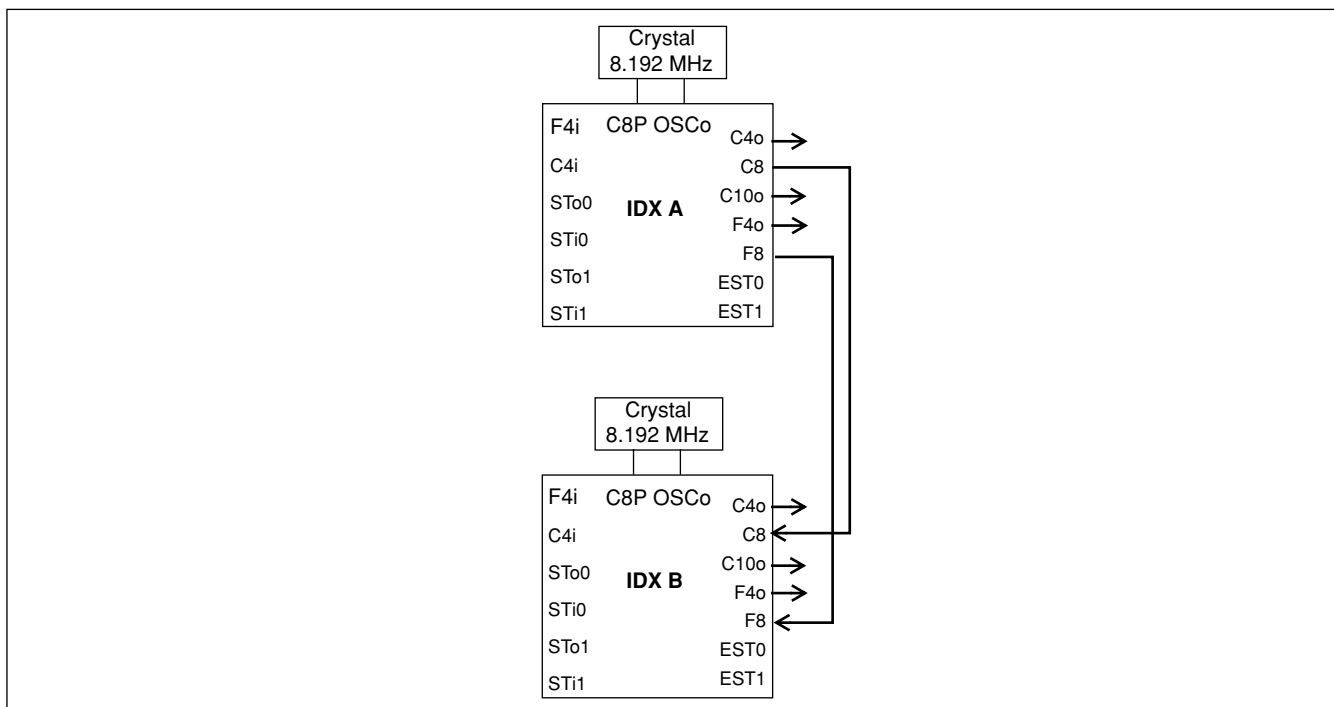 Crystal
8.192 MHz
F4i
C8P OSCo
C4o
C4i
C8
STo0
IDX A
C10o
STi0
F4o
STo1
F8
EST0
STi1
EST1
Crystal
8.192 MHz
F4i
C8P OSCo
C4o
C4i
C8
STo0
IDX B
C10o
STi0
F4o
STo1
F8
EST0
STi1
EST1